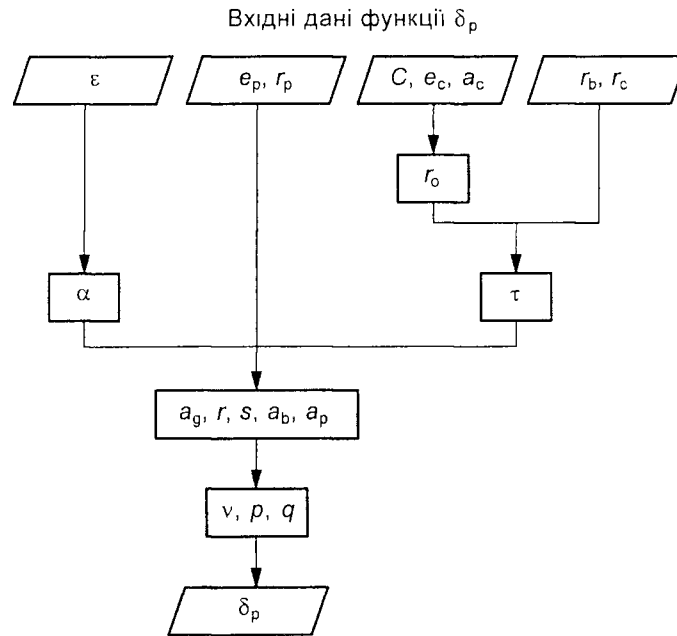 Вхідні дані функції δp
ε
ep, rp
C, ec, ac
rb, rc
ro
α
τ
ag, r, s, ab, ap
ν, p, q
δp